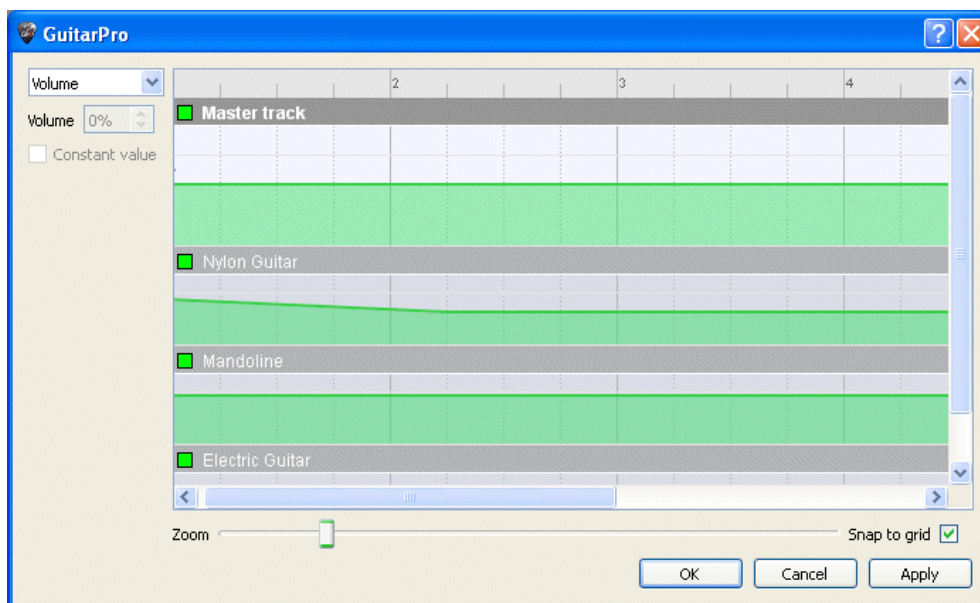 GuitarPro
Volume
Volume 0%
Constant value
2 3 4
Master track
Nylon Guitar
Mandoline
Electric Guitar
Zoom
Snap to grid
OK Cancel Apply